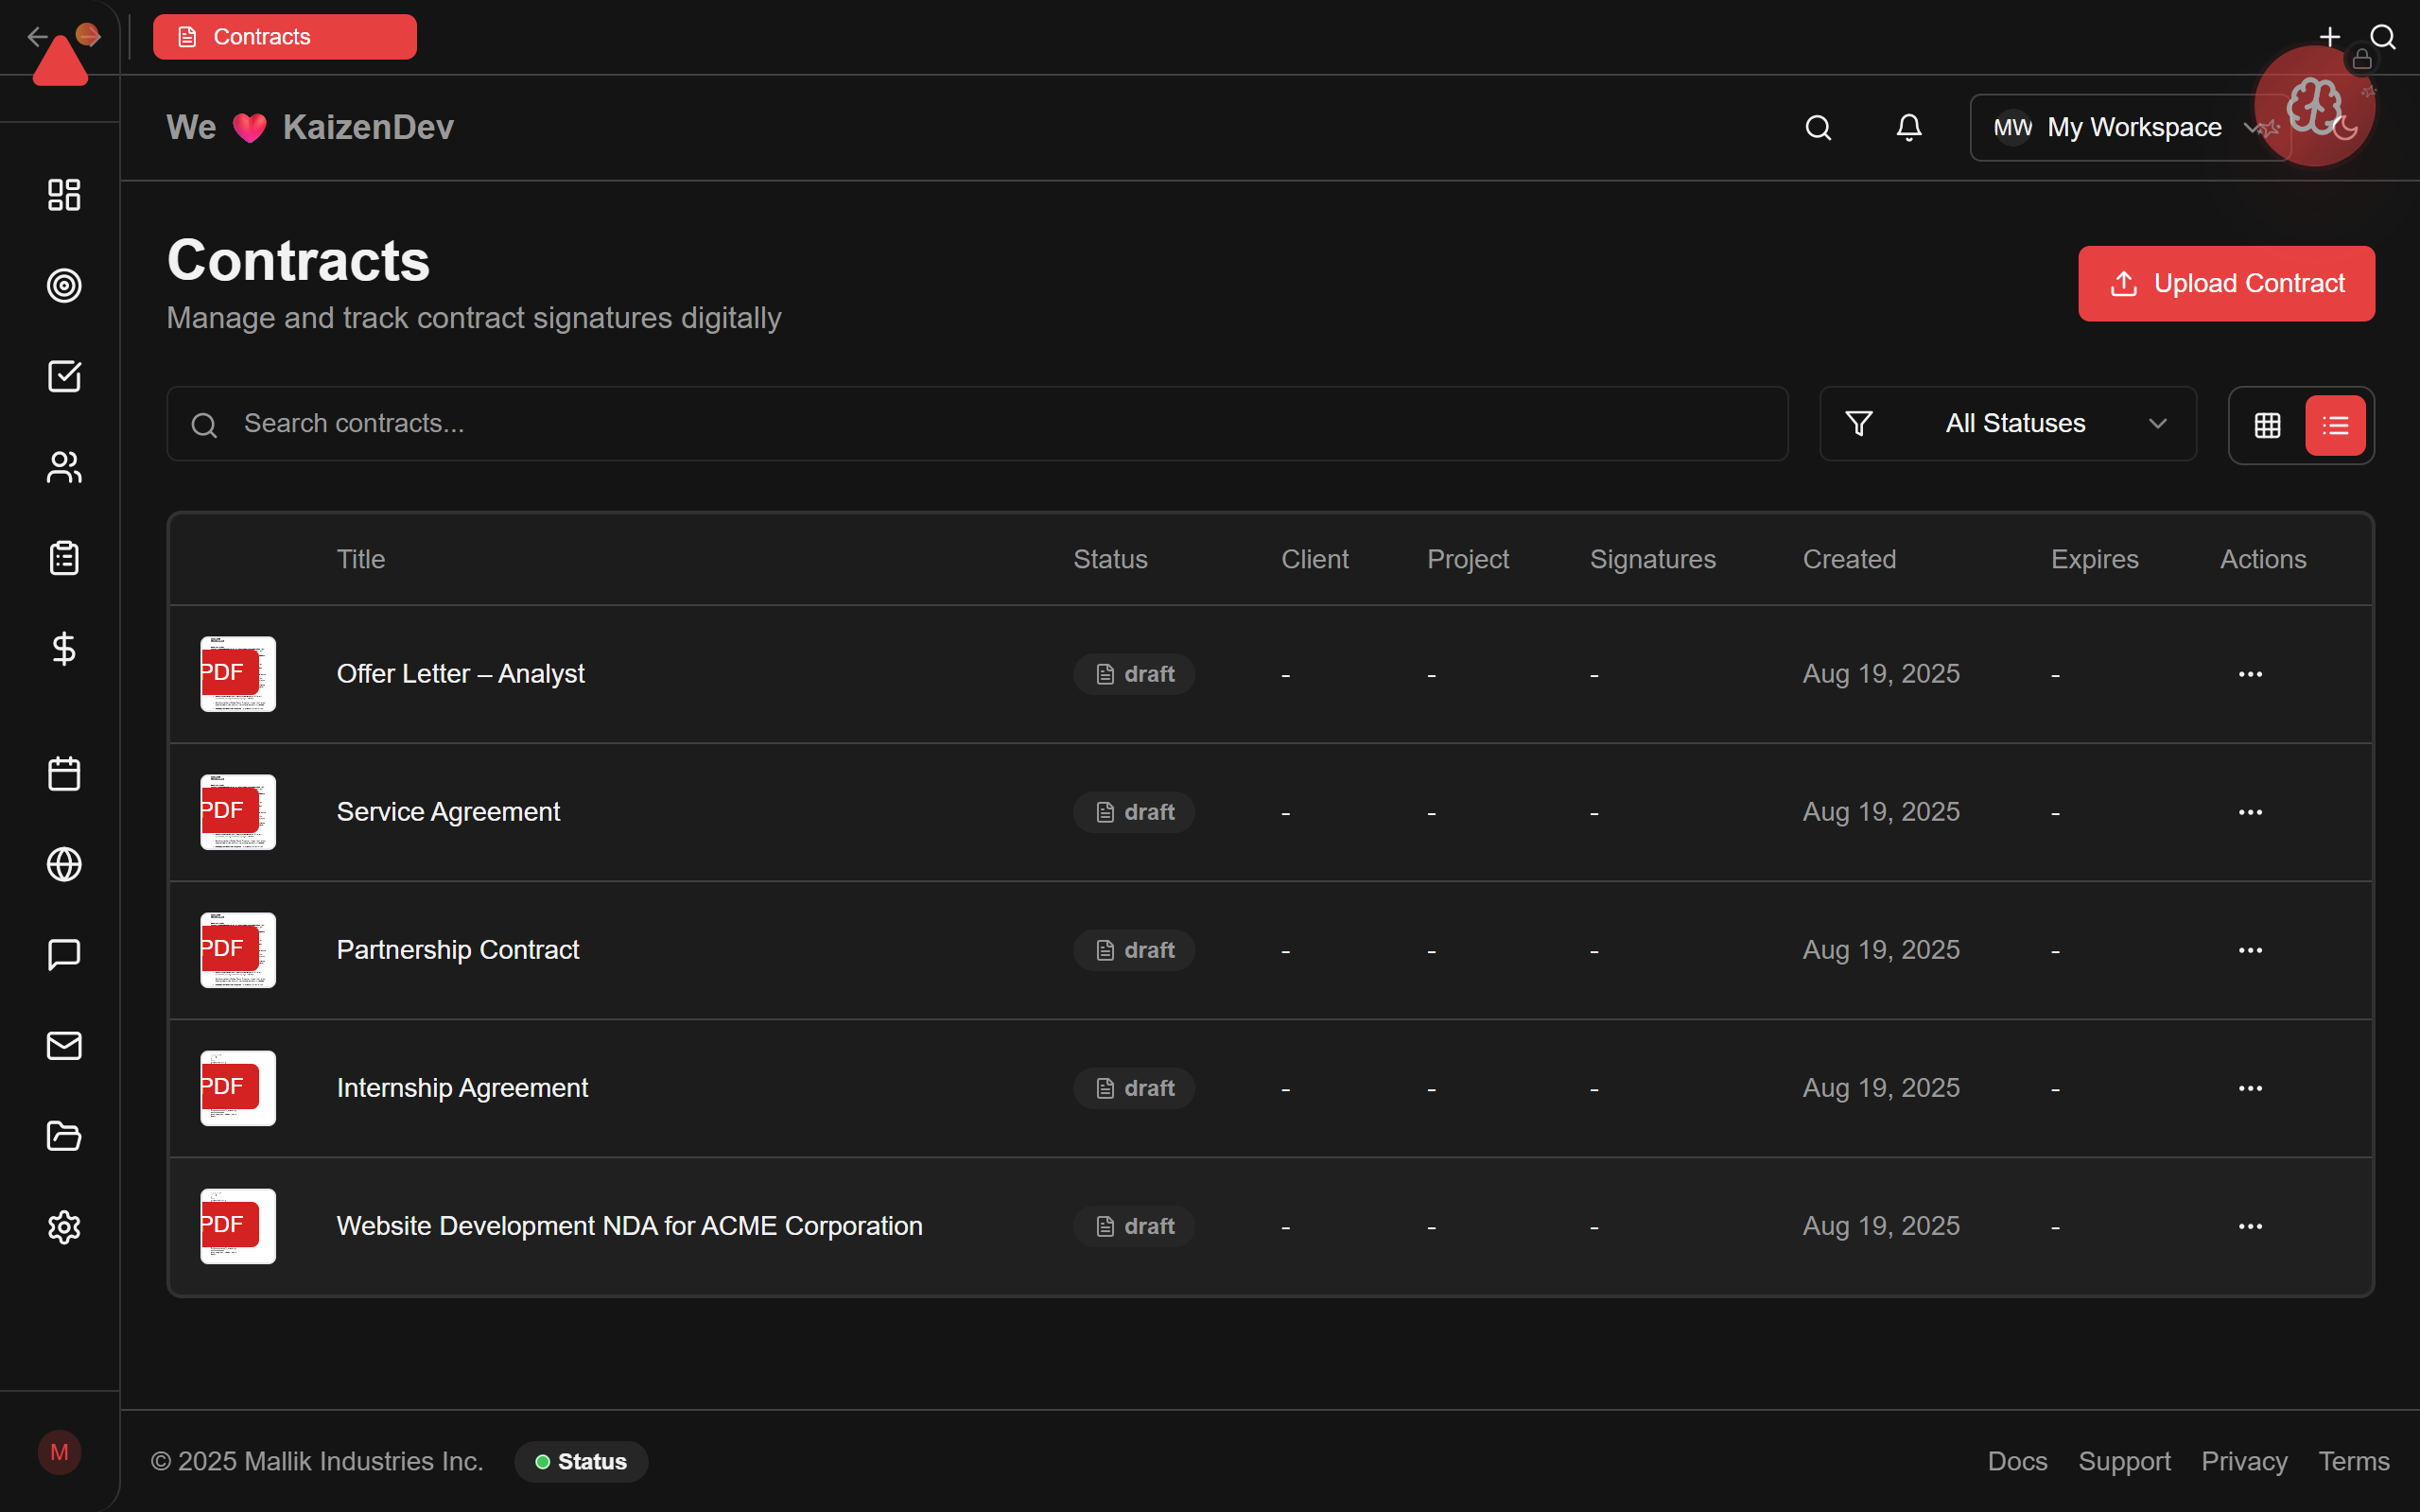 Contracts
We KaizenDev
MW My Workspace
Contracts
Manage and track contract signatures digitally
Upload Contract
Search contracts...
All Statuses
Title Status Client Project Signatures Created Expires Actions
PDF Offer Letter – Analyst draft - - - Aug 19, 2025 - ...
PDF Service Agreement draft - - - Aug 19, 2025 - ...
PDF Partnership Contract draft - - - Aug 19, 2025 - ...
PDF Internship Agreement draft - - - Aug 19, 2025 - ...
PDF Website Development NDA for ACME Corporation draft - - - Aug 19, 2025 - ...
M
© 2025 Mallik Industries Inc. Status Docs Support Privacy Terms